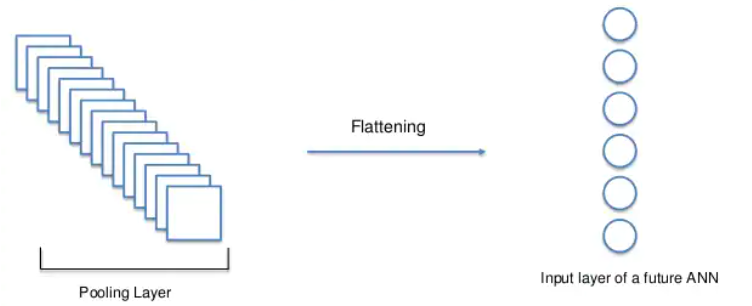 Flattening
Pooling Layer
Input layer of a future ANN